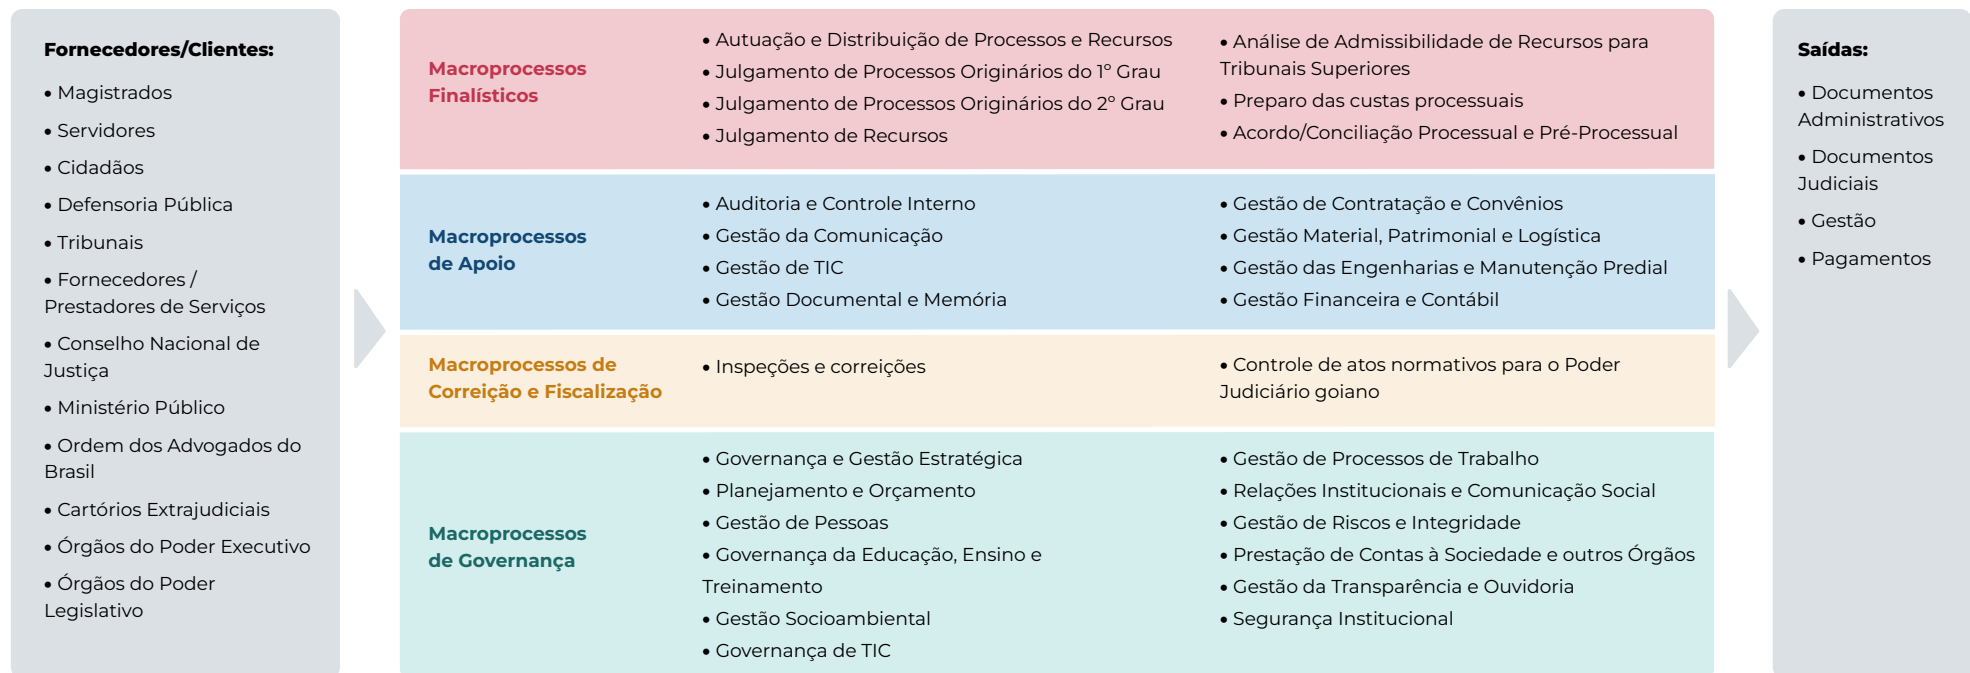 Fornecedores/Clientes:
• Magistrados
• Servidores
• Cidadãos
• Defensoria Pública
• Tribunais
• Fornecedores /
Prestadores de Serviços
• Conselho Nacional de
Justiça
• Ministério Público
• Ordem dos Advogados do
Brasil
• Cartórios Extrajudiciais
• Órgãos do Poder Executivo
• Órgãos do Poder
Legislativo
Macroprocessos
Finalísticos
• Autuação e Distribuição de Processos e Recursos
• Julgamento de Processos Originários do 1º Grau
• Julgamento de Processos Originários do 2º Grau
• Julgamento de Recursos
• Análise de Admissibilidade de Recursos para
Tribunais Superiores
• Preparo das custas processuais
• Acordo/Conciliação Processual e Pré-Processual
Macroprocessos
de Apoio
• Auditoria e Controle Interno
• Gestão da Comunicação
• Gestão de TIC
• Gestão Documental e Memória
• Gestão de Contratação e Convênios
• Gestão Material, Patrimonial e Logística
• Gestão das Engenharias e Manutenção Predial
• Gestão Financeira e Contábil
Macroprocessos de
Correição e Fiscalização
• Inspeções e correições
• Controle de atos normativos para o Poder
Judiciário goiano
Macroprocessos
de Governança
• Governança e Gestão Estratégica
• Planejamento e Orçamento
• Gestão de Pessoas
• Governança da Educação, Ensino e
Treinamento
• Gestão Socioambiental
• Governança de TIC
• Gestão de Processos de Trabalho
• Relações Institucionais e Comunicação Social
• Gestão de Riscos e Integridade
• Prestação de Contas à Sociedade e outros Órgãos
• Gestão da Transparência e Ouvidoria
• Segurança Institucional
Saídas:
• Documentos
Administrativos
• Documentos
Judiciais
• Gestão
• Pagamentos